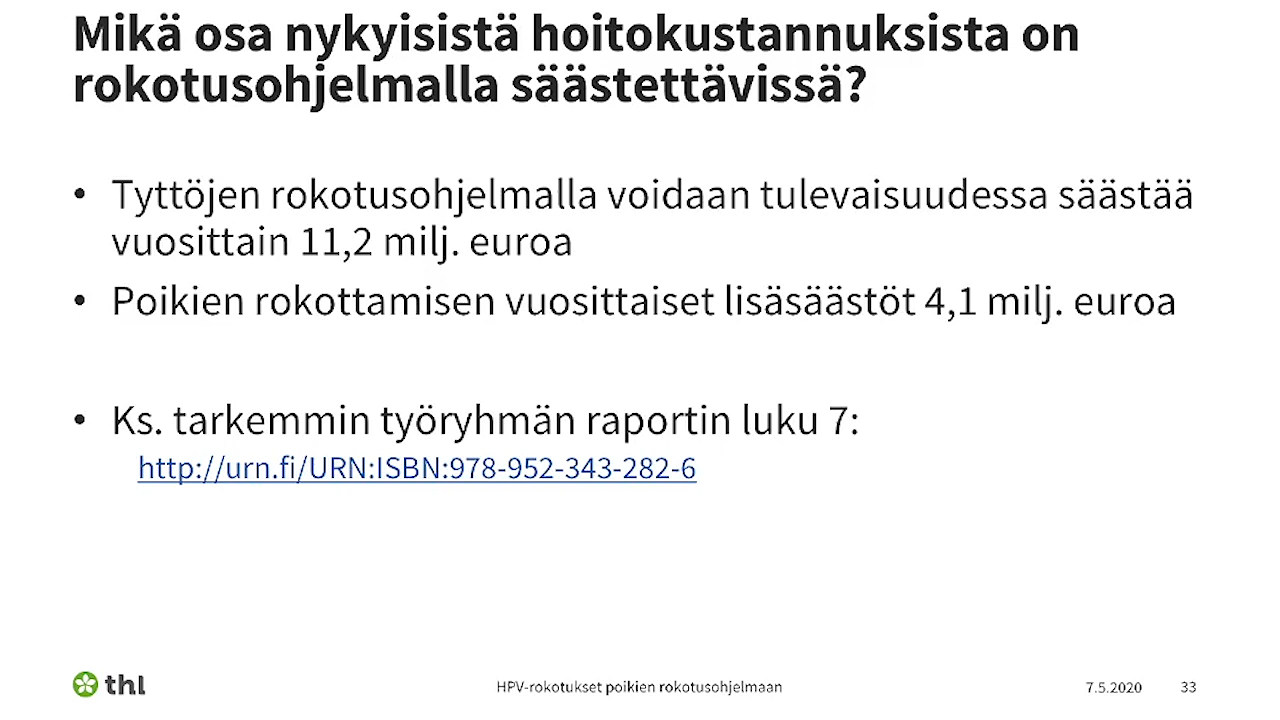 Mikä osa nykyisistä hoitokustannuksista on
rokotusohjelmalla säästettävissä?
• Tyttöjen rokotusohjelmalla voidaan tulevaisuudessa säästää
vuosittain 11,2 milj. euroa
• Poikien rokottamisen vuosittaiset lisäsäästöt 4,1 milj. euroa
• Ks. tarkemmin työryhmän raportin luku 7:
http://urn.fi/URN:ISBN:978-952-343-282-6
thl
HPV-rokotukset poikien rokotusohjelmaan
7.5.2020
33